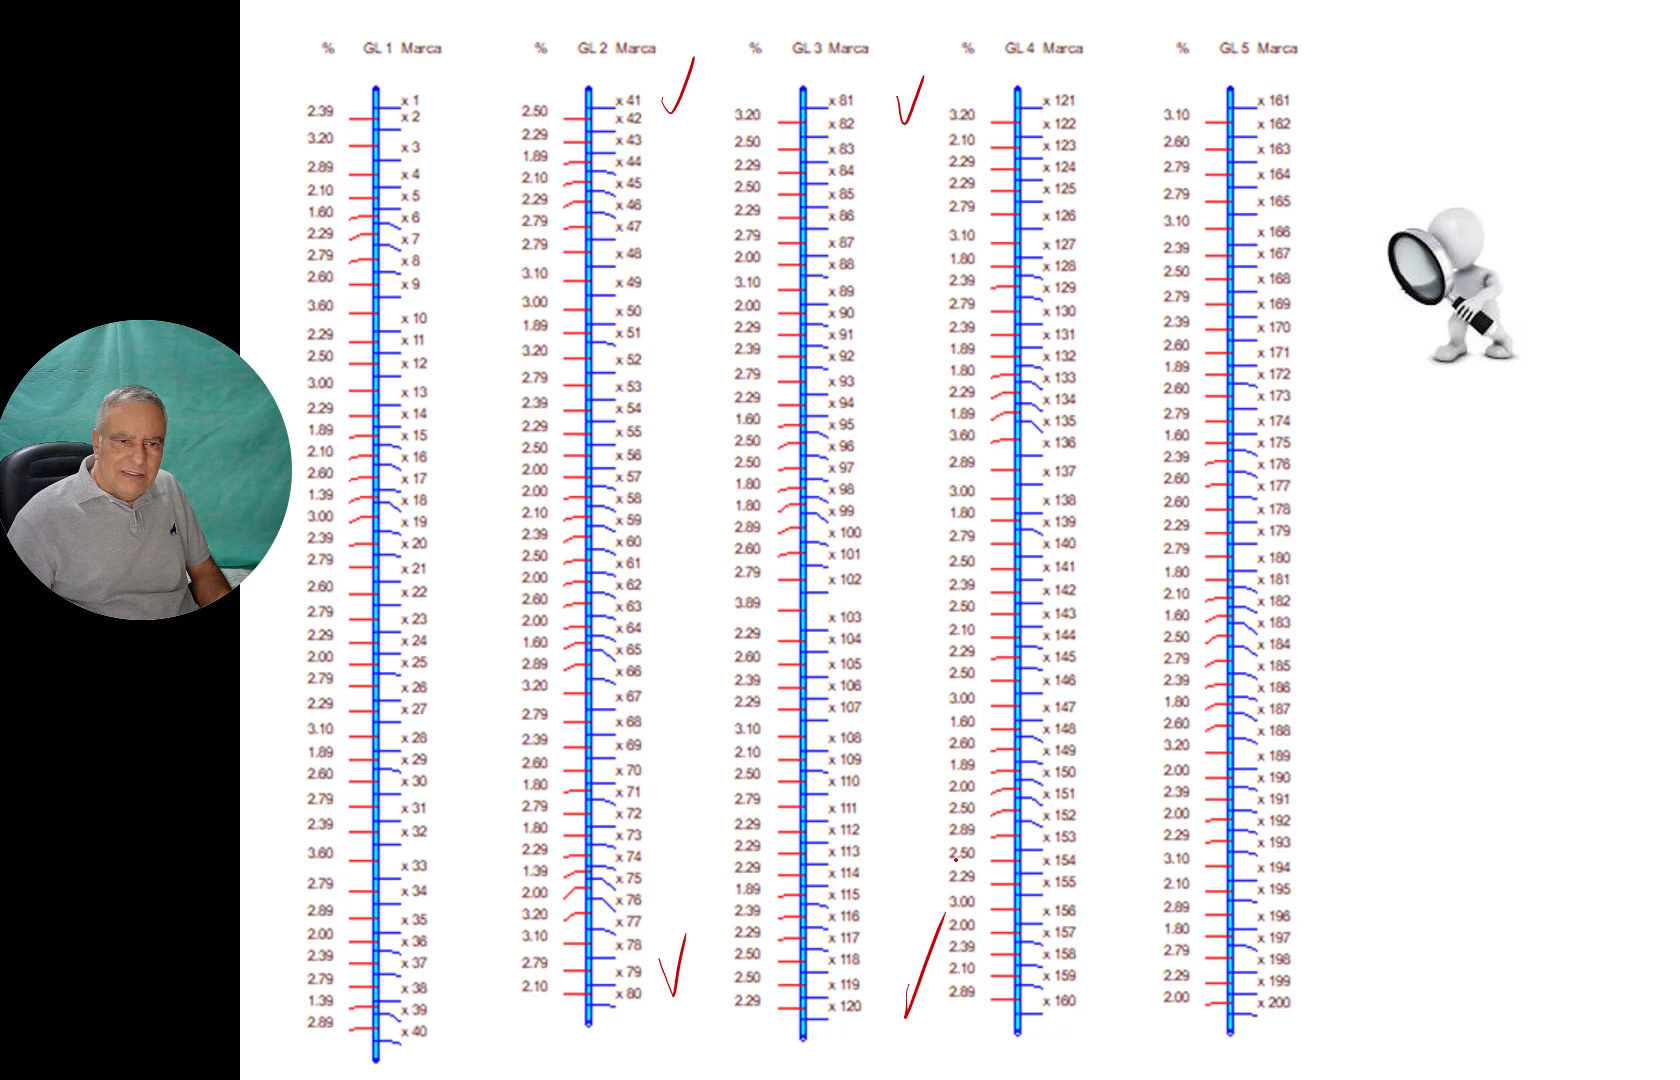 % GL 1 Marca
x 1
2.39
x 2
3.20
x 3
2.89
x 4
2.10
x 5
1.60
x 6
2.29
x 7
2.79
x 8
2.60
x 9
3.60
x 10
2.29
x 11
2.50
x 12
3.00
x 13
2.29
x 14
1.89
x 15
2.10
x 16
2.60
x 17
1.39
x 18
3.00
x 19
2.39
x 20
2.79
x 21
2.60
x 22
2.79
x 23
2.29
x 24
2.00
x 25
2.79
x 26
2.29
x 27
3.10
x 28
1.89
x 29
2.60
x 30
2.79
x 31
2.39
x 32
3.60
x 33
2.79
x 34
2.89
x 35
2.00
x 36
2.39
x 37
2.79
x 38
1.39
x 39
2.89
x 40
% GL 2 Marca
x 41
2.50
x 42
2.29
x 43
1.89
x 44
2.10
x 45
2.29
x 46
2.79
x 47
2.79
x 48
3.10
x 49
3.00
x 50
1.89
x 51
3.20
x 52
2.79
x 53
2.39
x 54
2.29
x 55
2.50
x 56
2.00
x 57
2.00
x 58
2.10
x 59
2.39
x 60
2.50
x 61
2.00
x 62
2.60
x 63
2.00
x 64
1.60
x 65
2.89
x 66
3.20
x 67
2.79
x 68
2.39
x 69
2.60
x 70
1.80
x 71
2.79
x 72
1.80
x 73
2.29
x 74
1.39
x 75
2.00
x 76
3.20
x 77
3.10
x 78
2.79
x 79
2.10
x 80
% GL 3 Marca
x 81
3.20
x 82
2.50
x 83
2.29
x 84
2.50
x 85
2.29
x 86
2.79
x 87
2.00
x 88
3.10
x 89
2.00
x 90
2.29
x 91
2.39
x 92
2.79
x 93
2.29
x 94
1.60
x 95
2.50
x 96
2.50
x 97
1.80
x 98
1.80
x 99
2.89
x 100
2.60
x 101
2.79
x 102
3.89
x 103
2.29
x 104
2.60
x 105
2.39
x 106
2.29
x 107
3.10
x 108
2.10
x 109
2.50
x 110
2.79
x 111
2.29
x 112
2.29
x 113
2.29
x 114
1.89
x 115
2.39
x 116
2.29
x 117
2.50
x 118
2.50
x 119
2.29
x 120
% GL 4 Marca
x 121
3.20
x 122
2.10
x 123
2.29
x 124
2.29
x 125
2.79
x 126
3.10
x 127
1.80
x 128
2.39
x 129
2.79
x 130
2.39
x 131
1.89
x 132
1.80
x 133
2.29
x 134
1.89
x 135
3.60
x 136
2.89
x 137
3.00
x 138
1.80
x 139
2.79
x 140
2.50
x 141
2.39
x 142
2.50
x 143
2.10
x 144
2.29
x 145
2.50
x 146
3.00
x 147
1.60
x 148
2.60
x 149
1.89
x 150
2.00
x 151
2.50
x 152
2.89
x 153
2.50
x 154
2.29
x 155
3.00
x 156
2.00
x 157
2.39
x 158
2.10
x 159
2.89
x 160
% GL 5 Marca
x 161
3.10
x 162
2.60
x 163
2.79
x 164
2.79
x 165
3.10
x 166
2.39
x 167
2.50
x 168
2.79
x 169
2.39
x 170
2.60
x 171
1.89
x 172
2.60
x 173
2.79
x 174
1.60
x 175
2.39
x 176
2.60
x 177
2.60
x 178
2.29
x 179
2.79
x 180
1.80
x 181
2.10
x 182
1.60
x 183
2.50
x 184
2.79
x 185
2.39
x 186
1.80
x 187
2.60
x 188
3.20
x 189
2.00
x 190
2.39
x 191
2.00
x 192
2.29
x 193
3.10
x 194
2.10
x 195
2.89
x 196
1.80
x 197
2.79
x 198
2.29
x 199
2.00
x 200